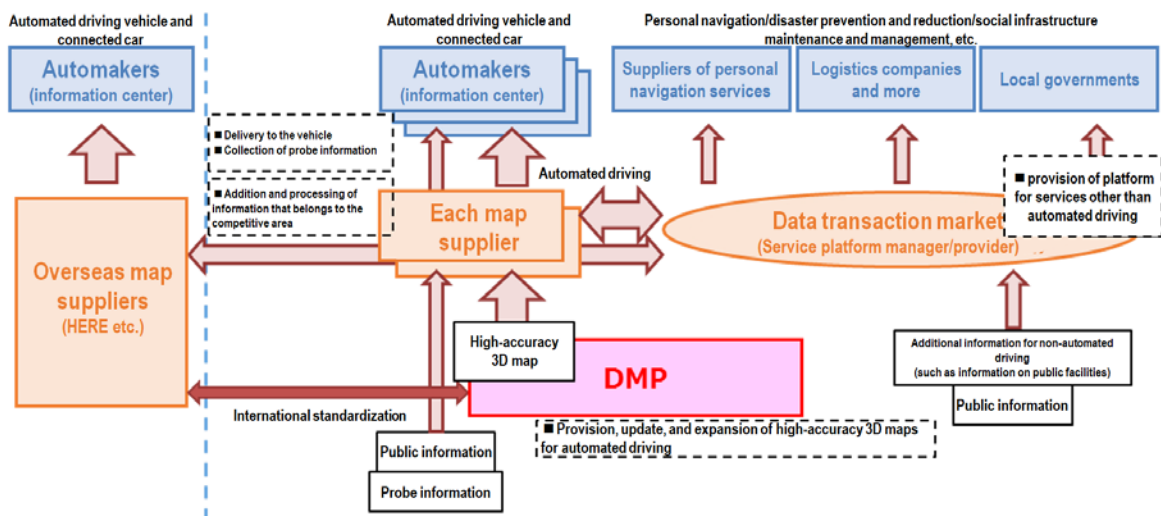 Automated driving vehicle and
connected car
Automakers
(information center)
Automated driving vehicle and
connected car
Automakers
(information center)
Personal navigation/disaster prevention and reduction/social infrastructure
maintenance and management, etc.
Suppliers of personal
navigation services
Logistics companies
and more
Local governments
■ Delivery to the vehicle
■ Collection of probe information
■ Addition and processing of
information that belongs to the
competitive area
Automated driving
■ provision of platform
for services other than
automated driving
Each map
supplier
Data transaction market
(Service platform manager/provider)
Overseas map
suppliers
(HERE etc.)
High-accuracy
3D map
DMP
Additional information for non-automated
driving
(such as information on public facilities)
Public information
International standardization
■ Provision, update, and expansion of high-accuracy 3D maps
for automated driving
Public information
Probe information